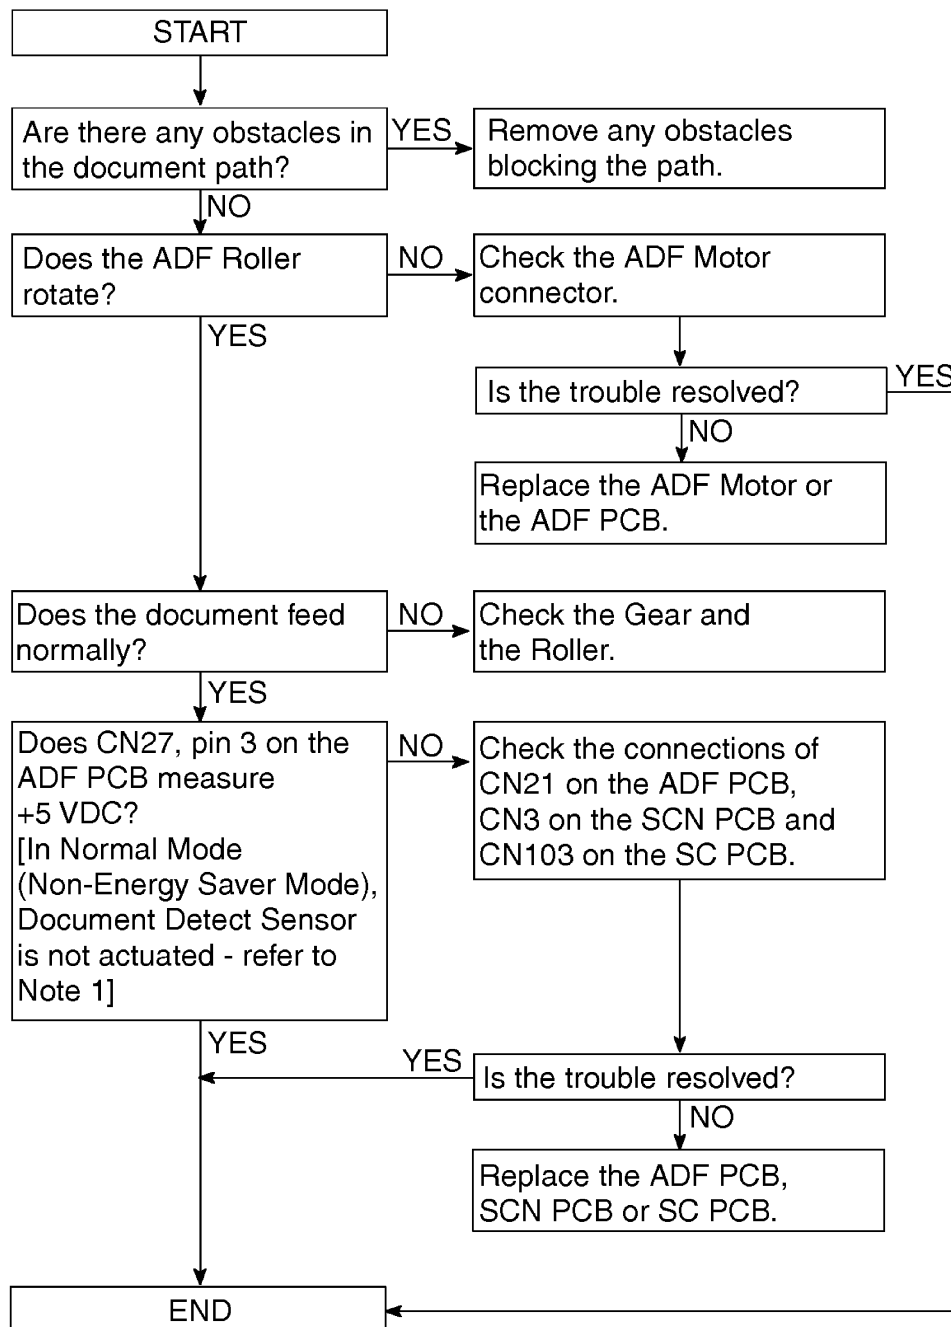 START
Are there any obstacles in
the document path?
YES
Remove any obstacles
blocking the path.
NO
Does the ADF Roller
rotate?
NO
Check the ADF Motor
connector.
YES
Is the trouble resolved?
YES
NO
Replace the ADF Motor or
the ADF PCB.
Does the document feed
normally?
NO
Check the Gear and
the Roller.
YES
Does CN27, pin 3 on the
ADF PCB measure
+5 VDC?
[In Normal Mode
(Non-Energy Saver Mode),
Document Detect Sensor
is not actuated - refer to
Note 1]
NO
Check the connections of
CN21 on the ADF PCB,
CN3 on the SCN PCB and
CN103 on the SC PCB.
YES
YES
Is the trouble resolved?
NO
Replace the ADF PCB,
SCN PCB or SC PCB.
END